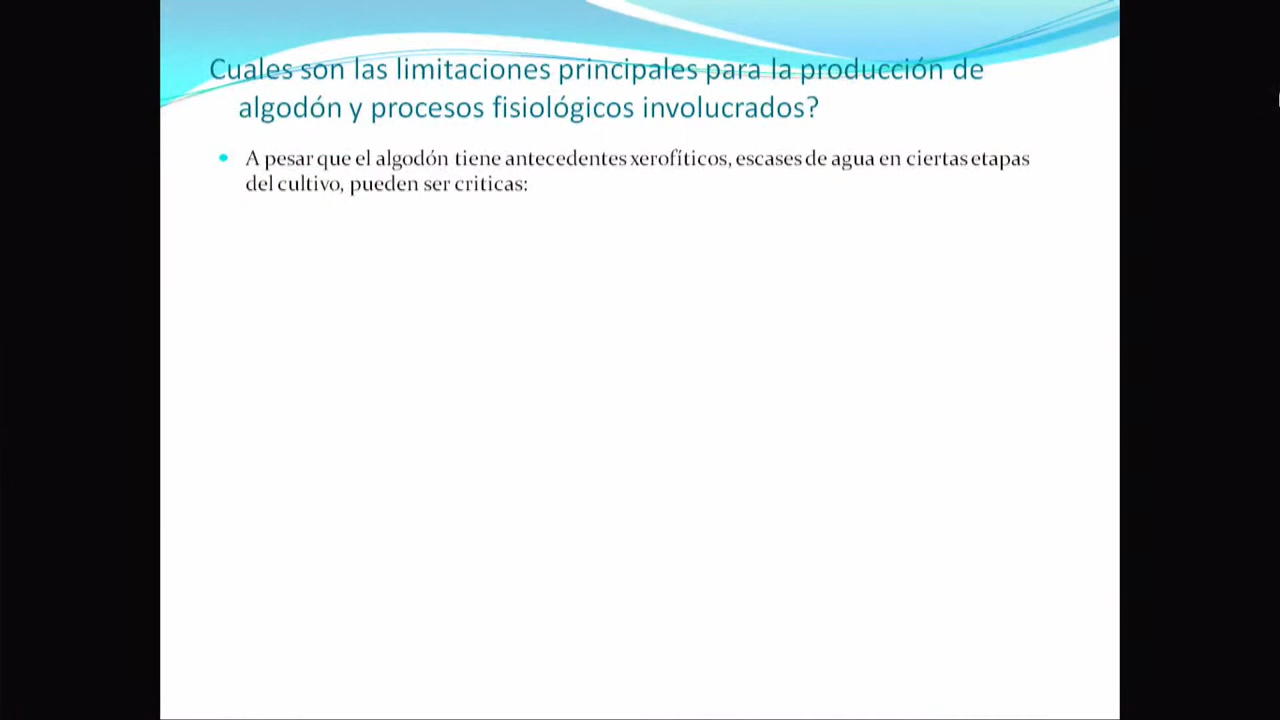 Cuales son las limitaciones principales para la producción de
algodón y procesos fisiológicos involucrados?
• A pesar que el algodón tiene antecedentes xerofíticos, escases de agua en ciertas etapas
del cultivo, pueden ser criticas: